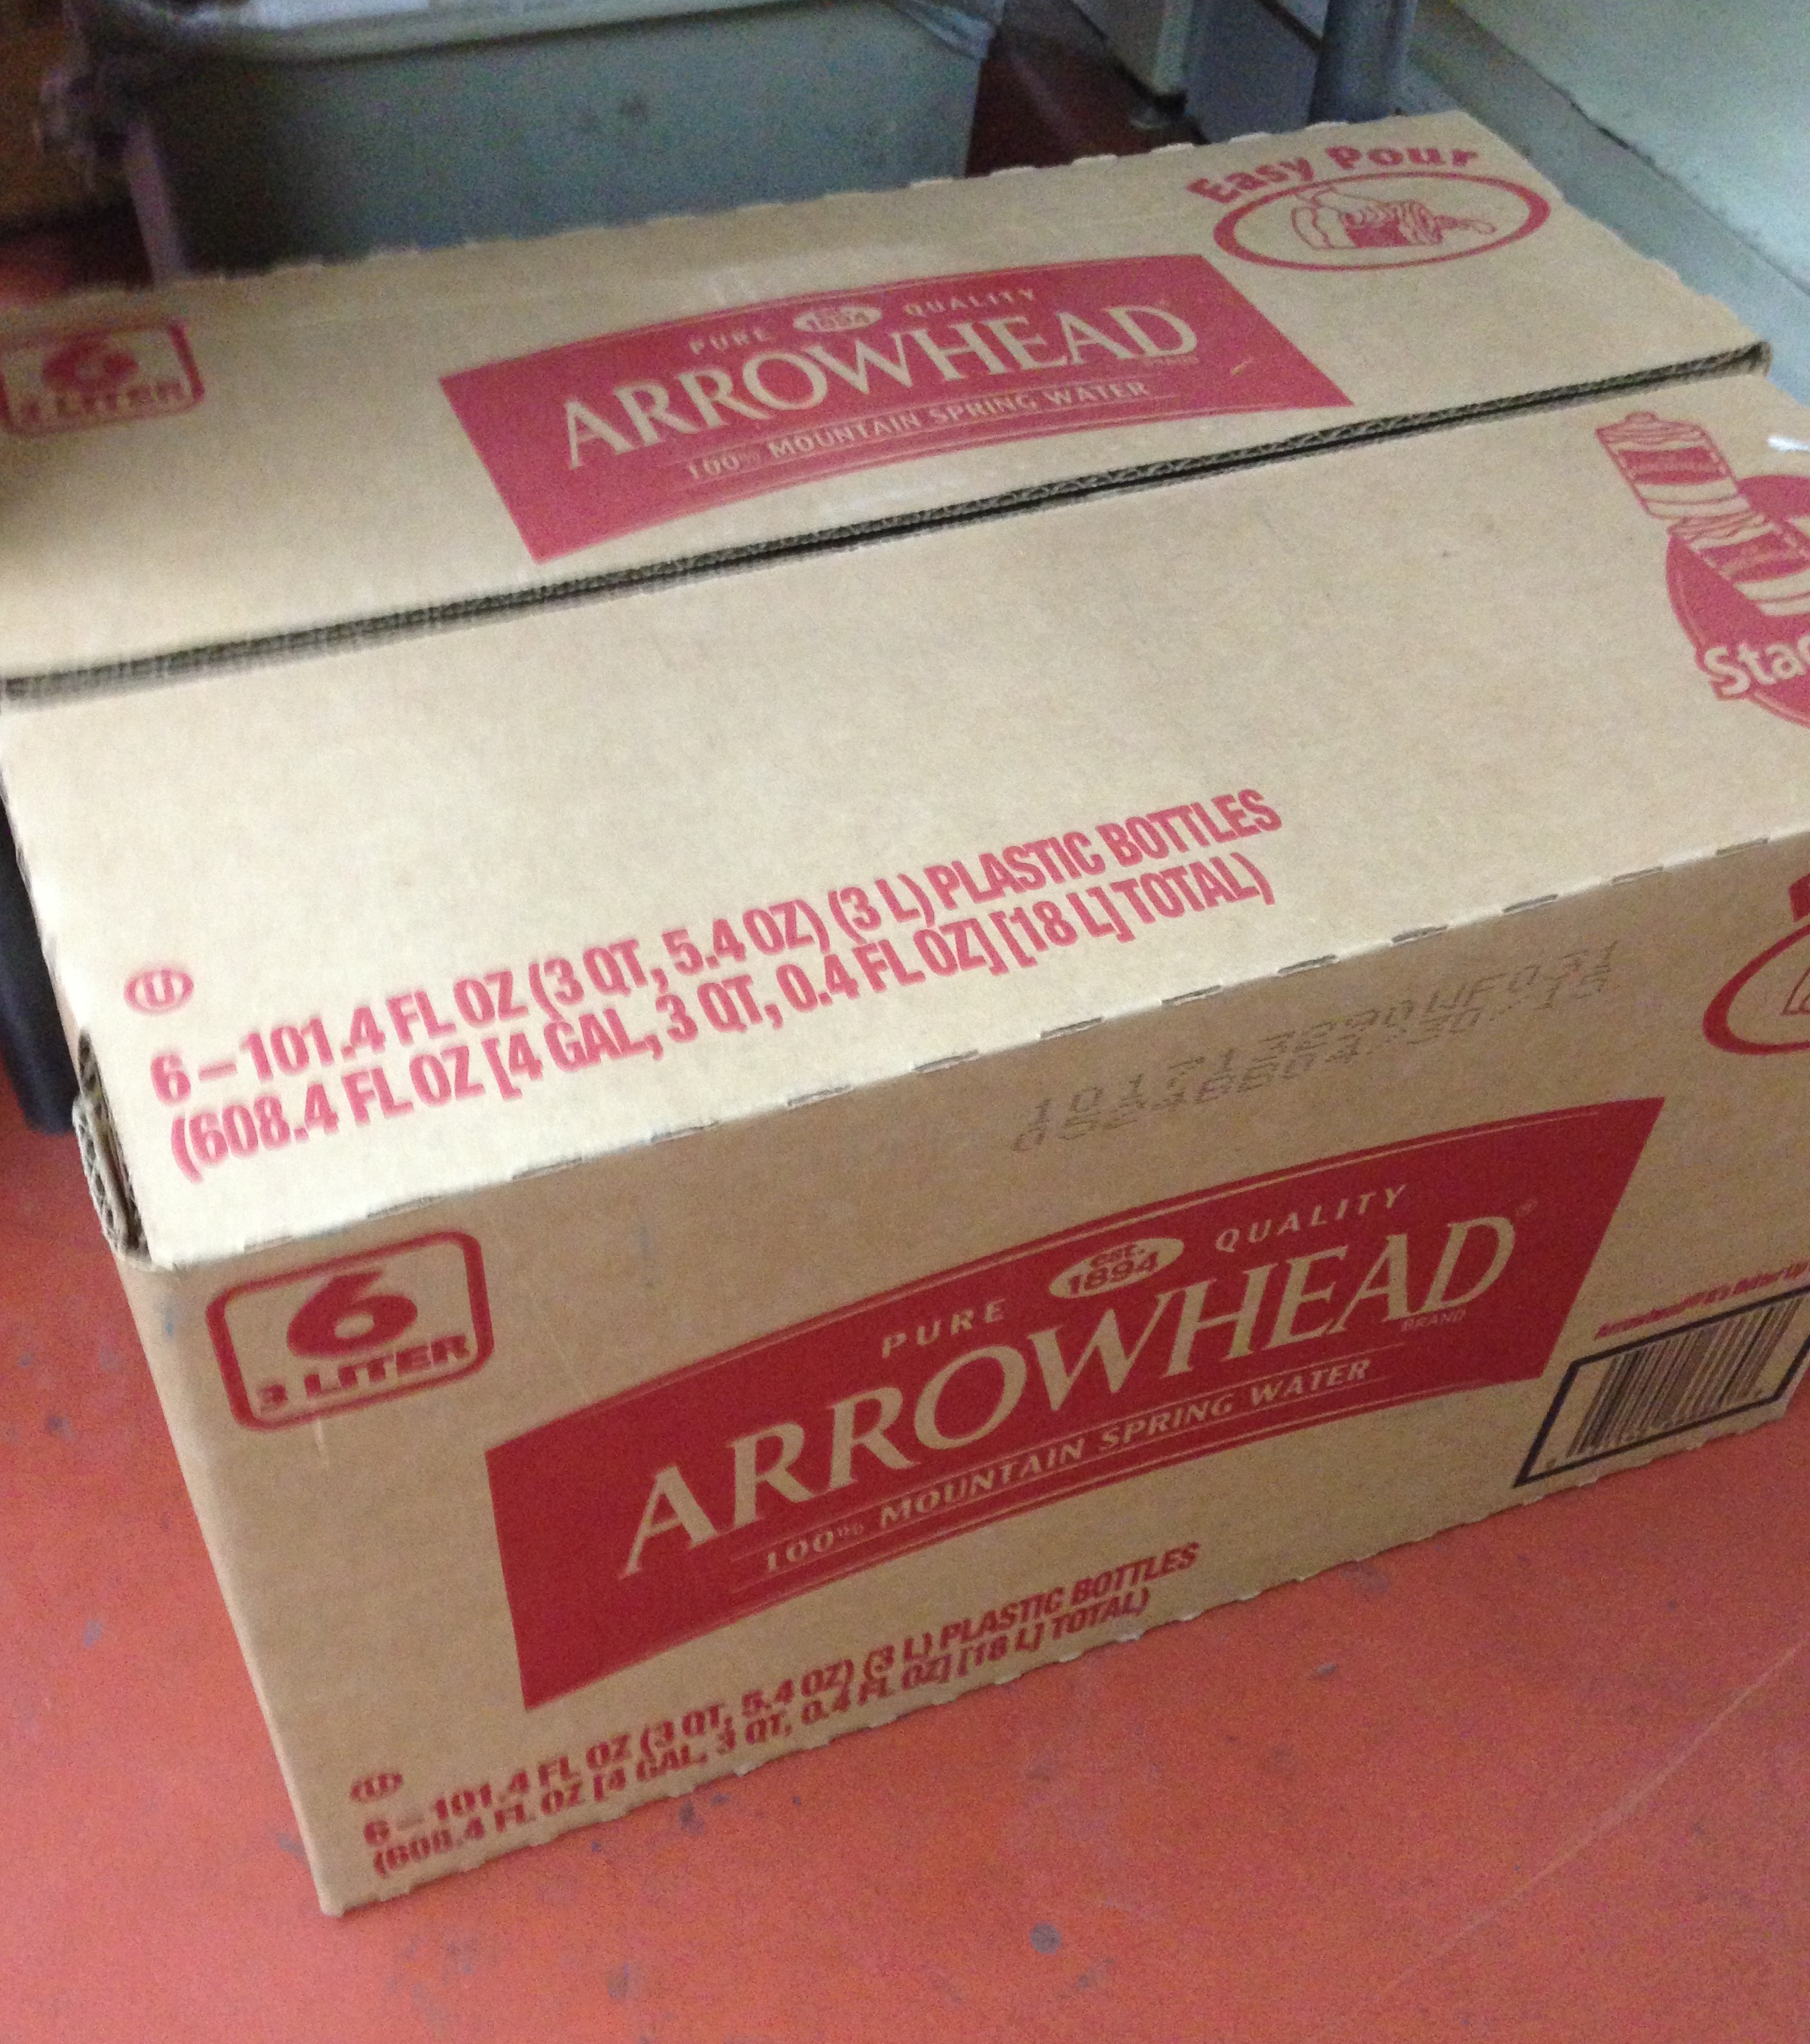 Easy Pour
6
3 LITER
PURE est. 1894 QUALITY
ARROWHEAD®
BRAND
100% MOUNTAIN SPRING WATER
U
6–101.4 FL OZ (3 QT, 5.4 OZ) (3 L) PLASTIC BOTTLES
(608.4 FL OZ [4 GAL, 3 QT, 0.4 FL OZ] [18 L] TOTAL)
6
3 LITER
PURE est. 1894 QUALITY
ARROWHEAD®
BRAND
100% MOUNTAIN SPRING WATER
U
6–101.4 FL OZ (3 QT, 5.4 OZ) (3 L) PLASTIC BOTTLES
(608.4 FL OZ [4 GAL, 3 QT, 0.4 FL OZ] [18 L] TOTAL)